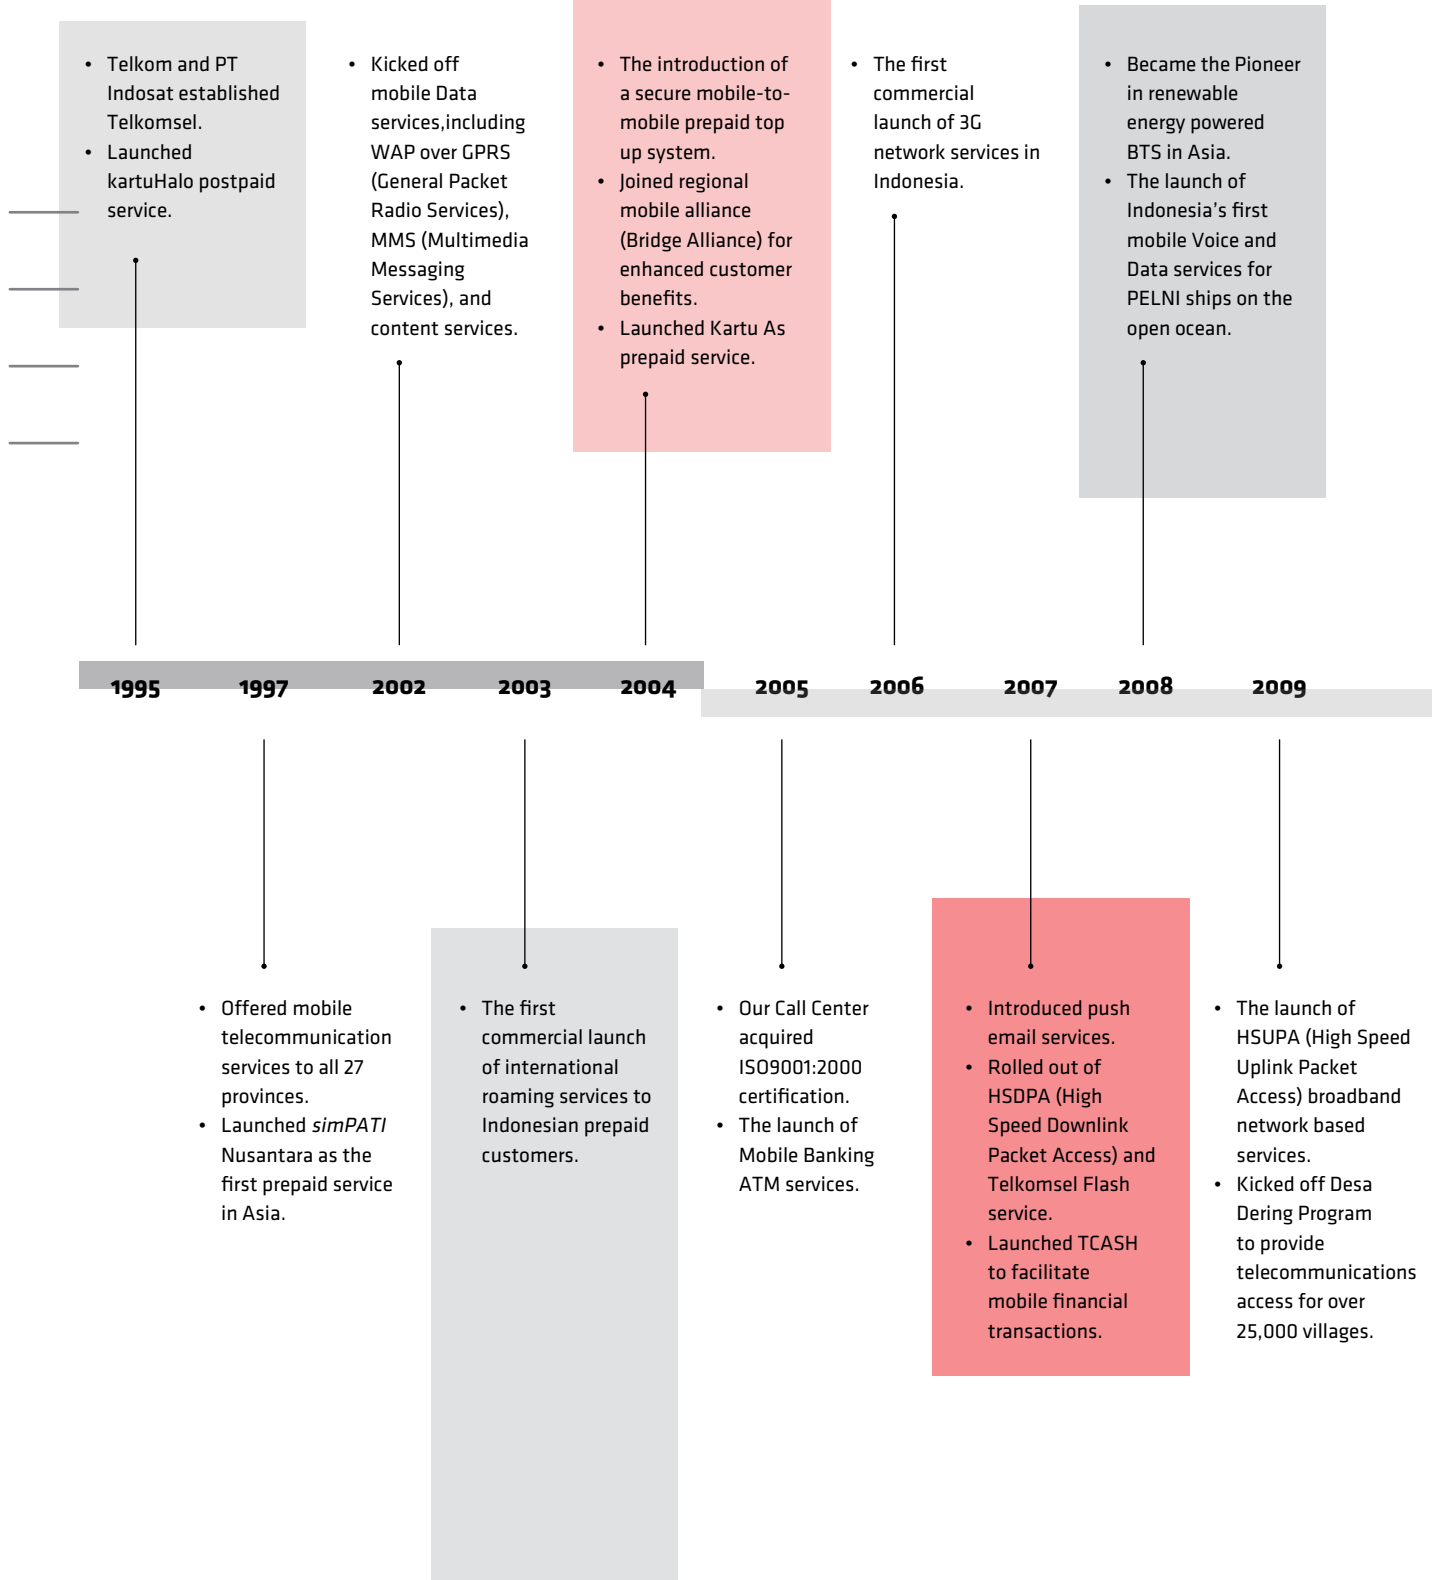 • Telkom and PT
Indosat established
Telkomsel.
• Launched
kartuHalo postpaid
service.
• Kicked off
mobile Data
services,including
WAP over GPRS
(General Packet
Radio Services),
MMS (Multimedia
Messaging
Services), and
content services.
• The introduction of
a secure mobile-to-
mobile prepaid top
up system.
• Joined regional
mobile alliance
(Bridge Alliance) for
enhanced customer
benefits.
• Launched Kartu As
prepaid service.
• The first
commercial
launch of 3G
network services in
Indonesia.
• Became the Pioneer
in renewable
energy powered
BTS in Asia.
• The launch of
Indonesia's first
mobile Voice and
Data services for
PELNI ships on the
open ocean.
1995 1997 2002 2003 2004 2005 2006 2007 2008 2009
• Offered mobile
telecommunication
services to all 27
provinces.
• Launched simPATI
Nusantara as the
first prepaid service
in Asia.
• The first
commercial launch
of international
roaming services to
Indonesian prepaid
customers.
• Our Call Center
acquired
ISO9001:2000
certification.
• The launch of
Mobile Banking
ATM services.
• Introduced push
email services.
• Rolled out of
HSDPA (High
Speed Downlink
Packet Access) and
Telkomsel Flash
service.
• Launched TCASH
to facilitate
mobile financial
transactions.
• The launch of
HSUPA (High Speed
Uplink Packet
Access) broadband
network based
services.
• Kicked off Desa
Dering Program
to provide
telecommunications
access for over
25,000 villages.